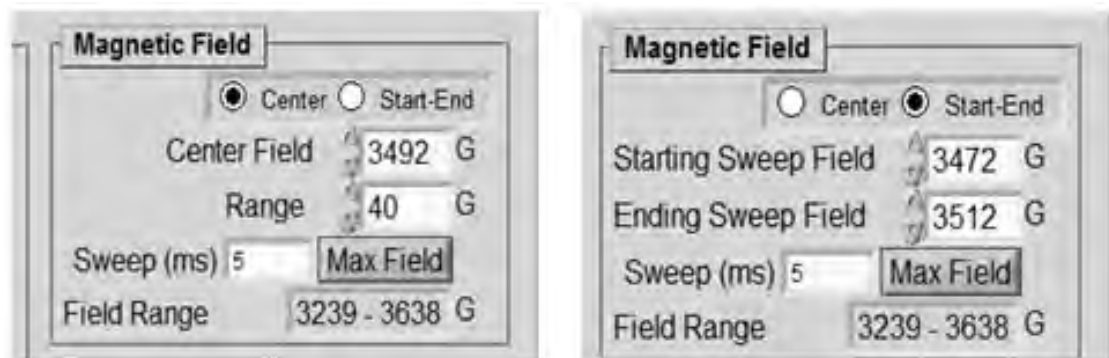 Magnetic Field
Center Start-End
Center Field 3492 G
Range 40 G
Sweep (ms) 5 Max Field
Field Range 3239 - 3638 G
Magnetic Field
Center Start-End
Starting Sweep Field 3472 G
Ending Sweep Field 3512 G
Sweep (ms) 5 Max Field
Field Range 3239 - 3638 G